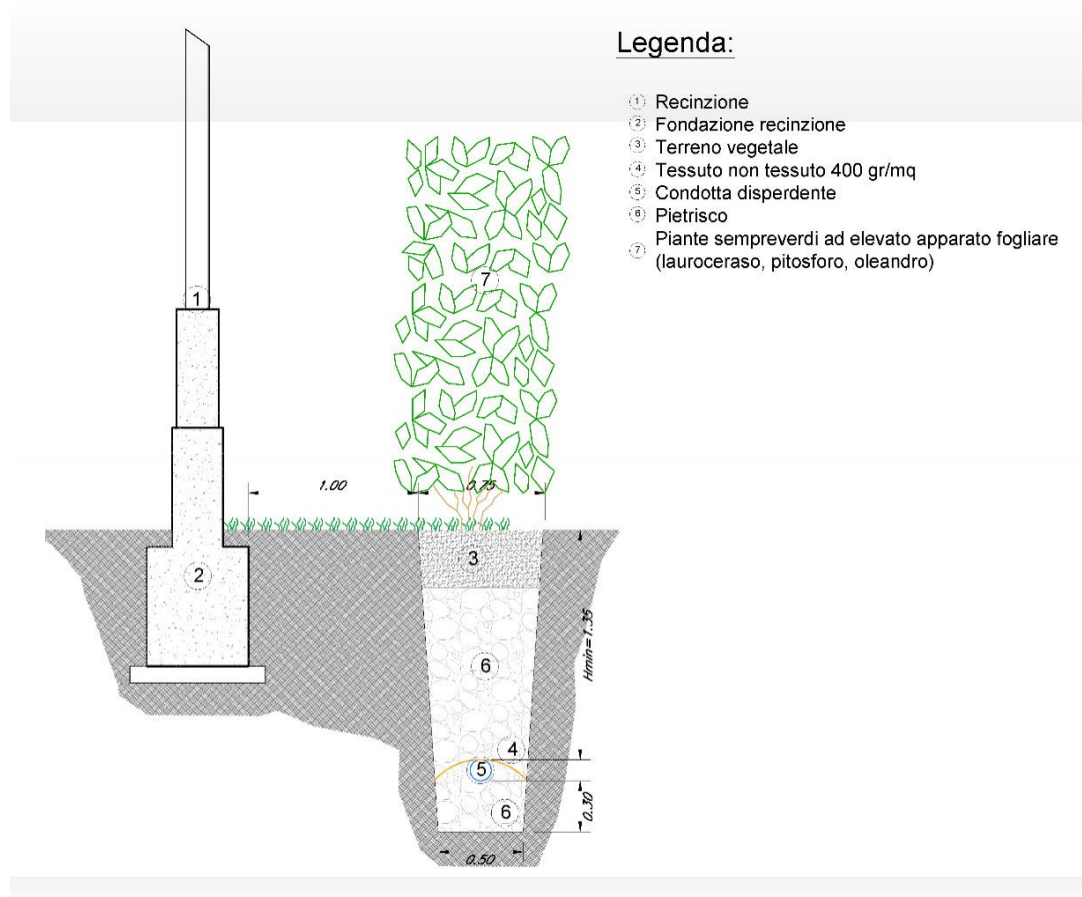 Legenda:
1 Recinzione
2 Fondazione recinzione
3 Terreno vegetale
4 Tessuto non tessuto 400 gr/mq
5 Condotta disperdente
6 Pietrisco
7 Piante sempreverdi ad elevato apparato fogliare
(lauroceraso, pitosforo, oleandro)
7
1
1.00
0.75
3
2
Hmin=1.35
6
4
5
6
0.30
0.50